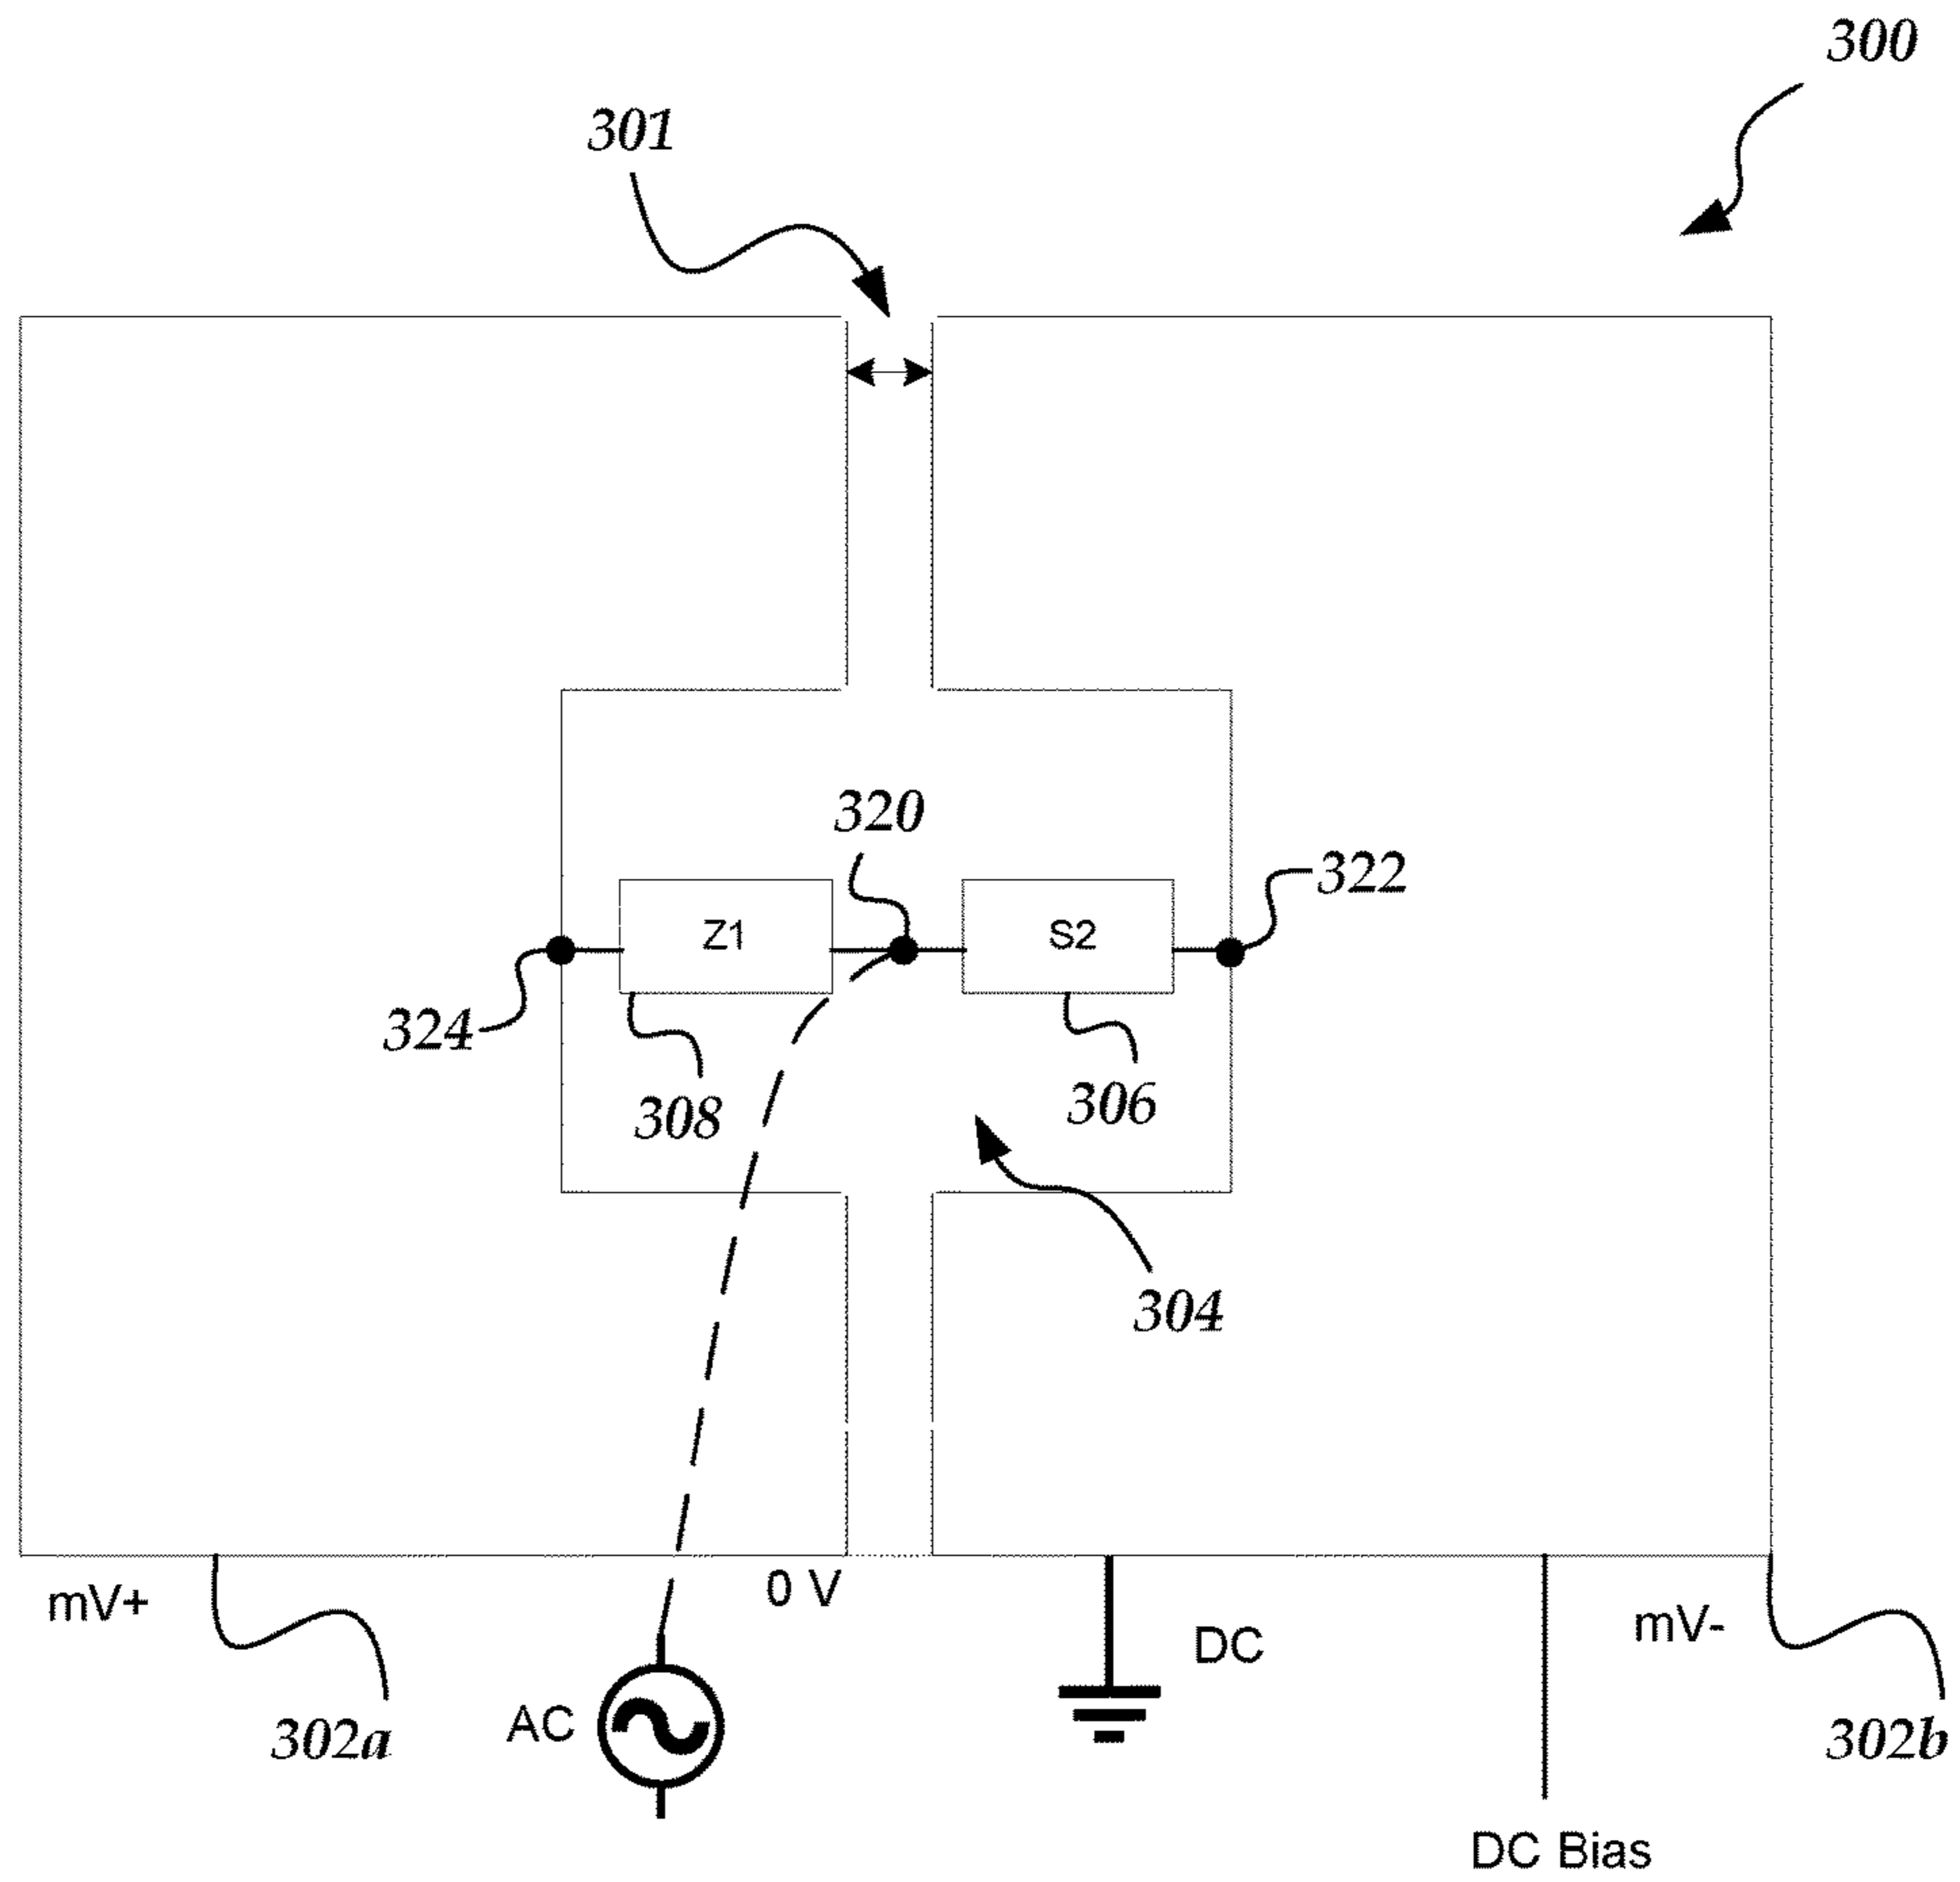 300
301
320
322
Z1
S2
324
308
306
304
mV+
0 V
mV-
DC
AC
302a
302b
DC Bias